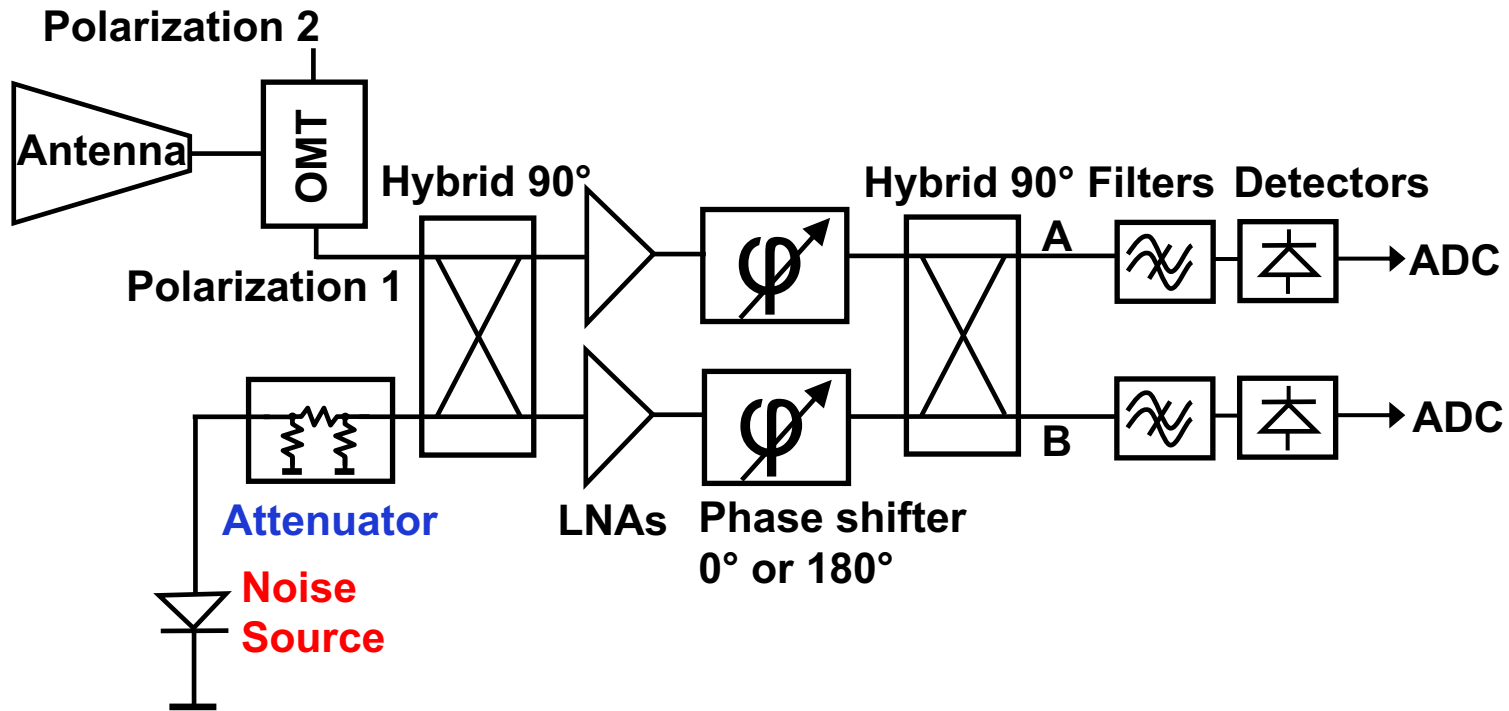 Polarization 2
Antenna
OMT
Hybrid 90°
Hybrid 90°
Filters
Detectors
A
φ
ADC
Polarization 1
φ
B
ADC
Attenuator
LNAs
Phase shifter
0° or 180°
Noise
Source